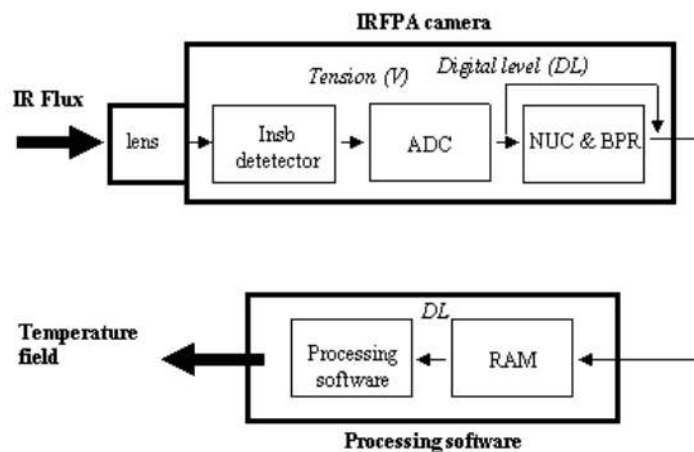 IRFPA camera
Tension (V)
Digital level (DL)
IR Flux
lens
Insb
detetector
ADC
NUC & BPR
Temperature
field
DL
Processing
software
RAM
Processing software